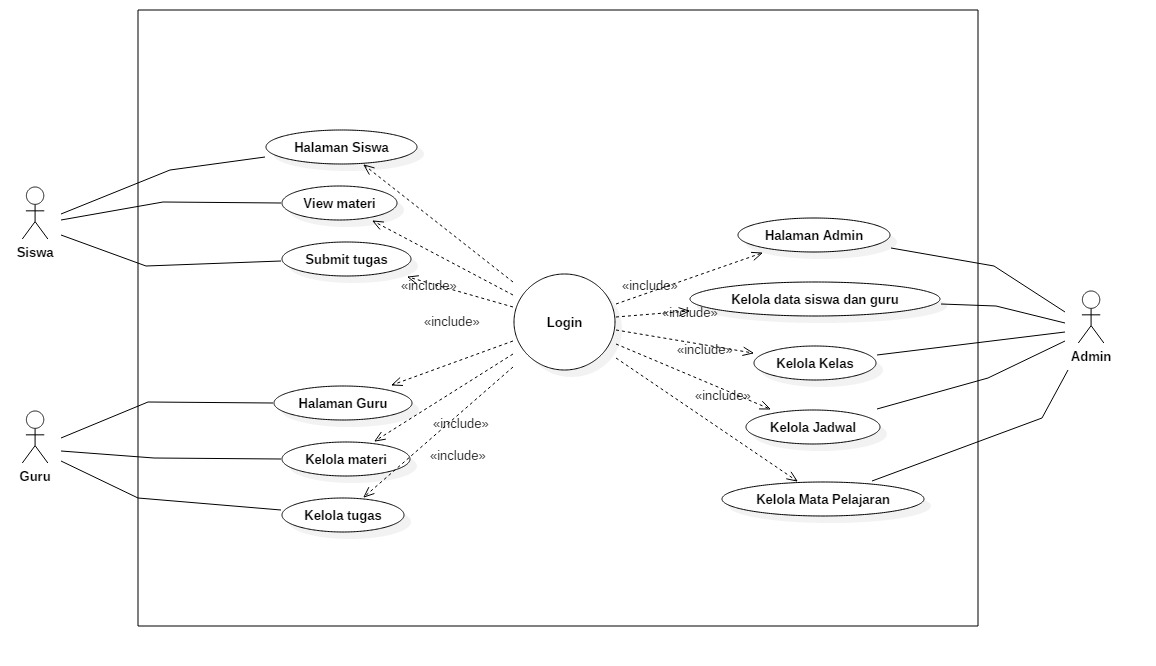 Halaman Siswa
View materi
Submit tugas
Siswa
Halaman Admin
«include»
«include»
Kelola data siswa dan guru
«include»
«include»
Login
«include»
Kelola Kelas
Admin
«include»
Halaman Guru
Kelola Jadwal
«include»
Kelola materi
«include»
Guru
Kelola Mata Pelajaran
Kelola tugas